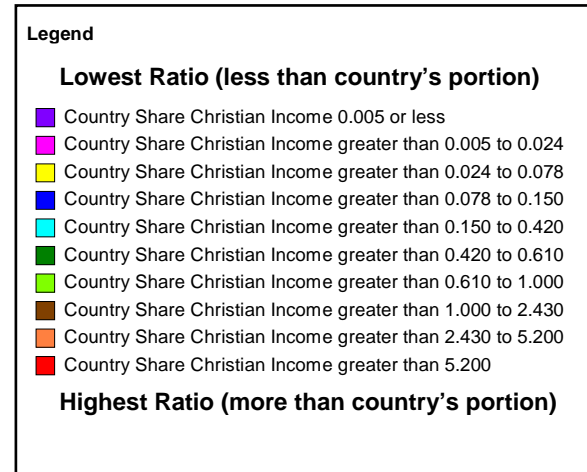 Legend
Lowest Ratio (less than country's portion)
Country Share Christian Income 0.005 or less
Country Share Christian Income greater than 0.005 to 0.024
Country Share Christian Income greater than 0.024 to 0.078
Country Share Christian Income greater than 0.078 to 0.150
Country Share Christian Income greater than 0.150 to 0.420
Country Share Christian Income greater than 0.420 to 0.610
Country Share Christian Income greater than 0.610 to 1.000
Country Share Christian Income greater than 1.000 to 2.430
Country Share Christian Income greater than 2.430 to 5.200
Country Share Christian Income greater than 5.200
Highest Ratio (more than country's portion)